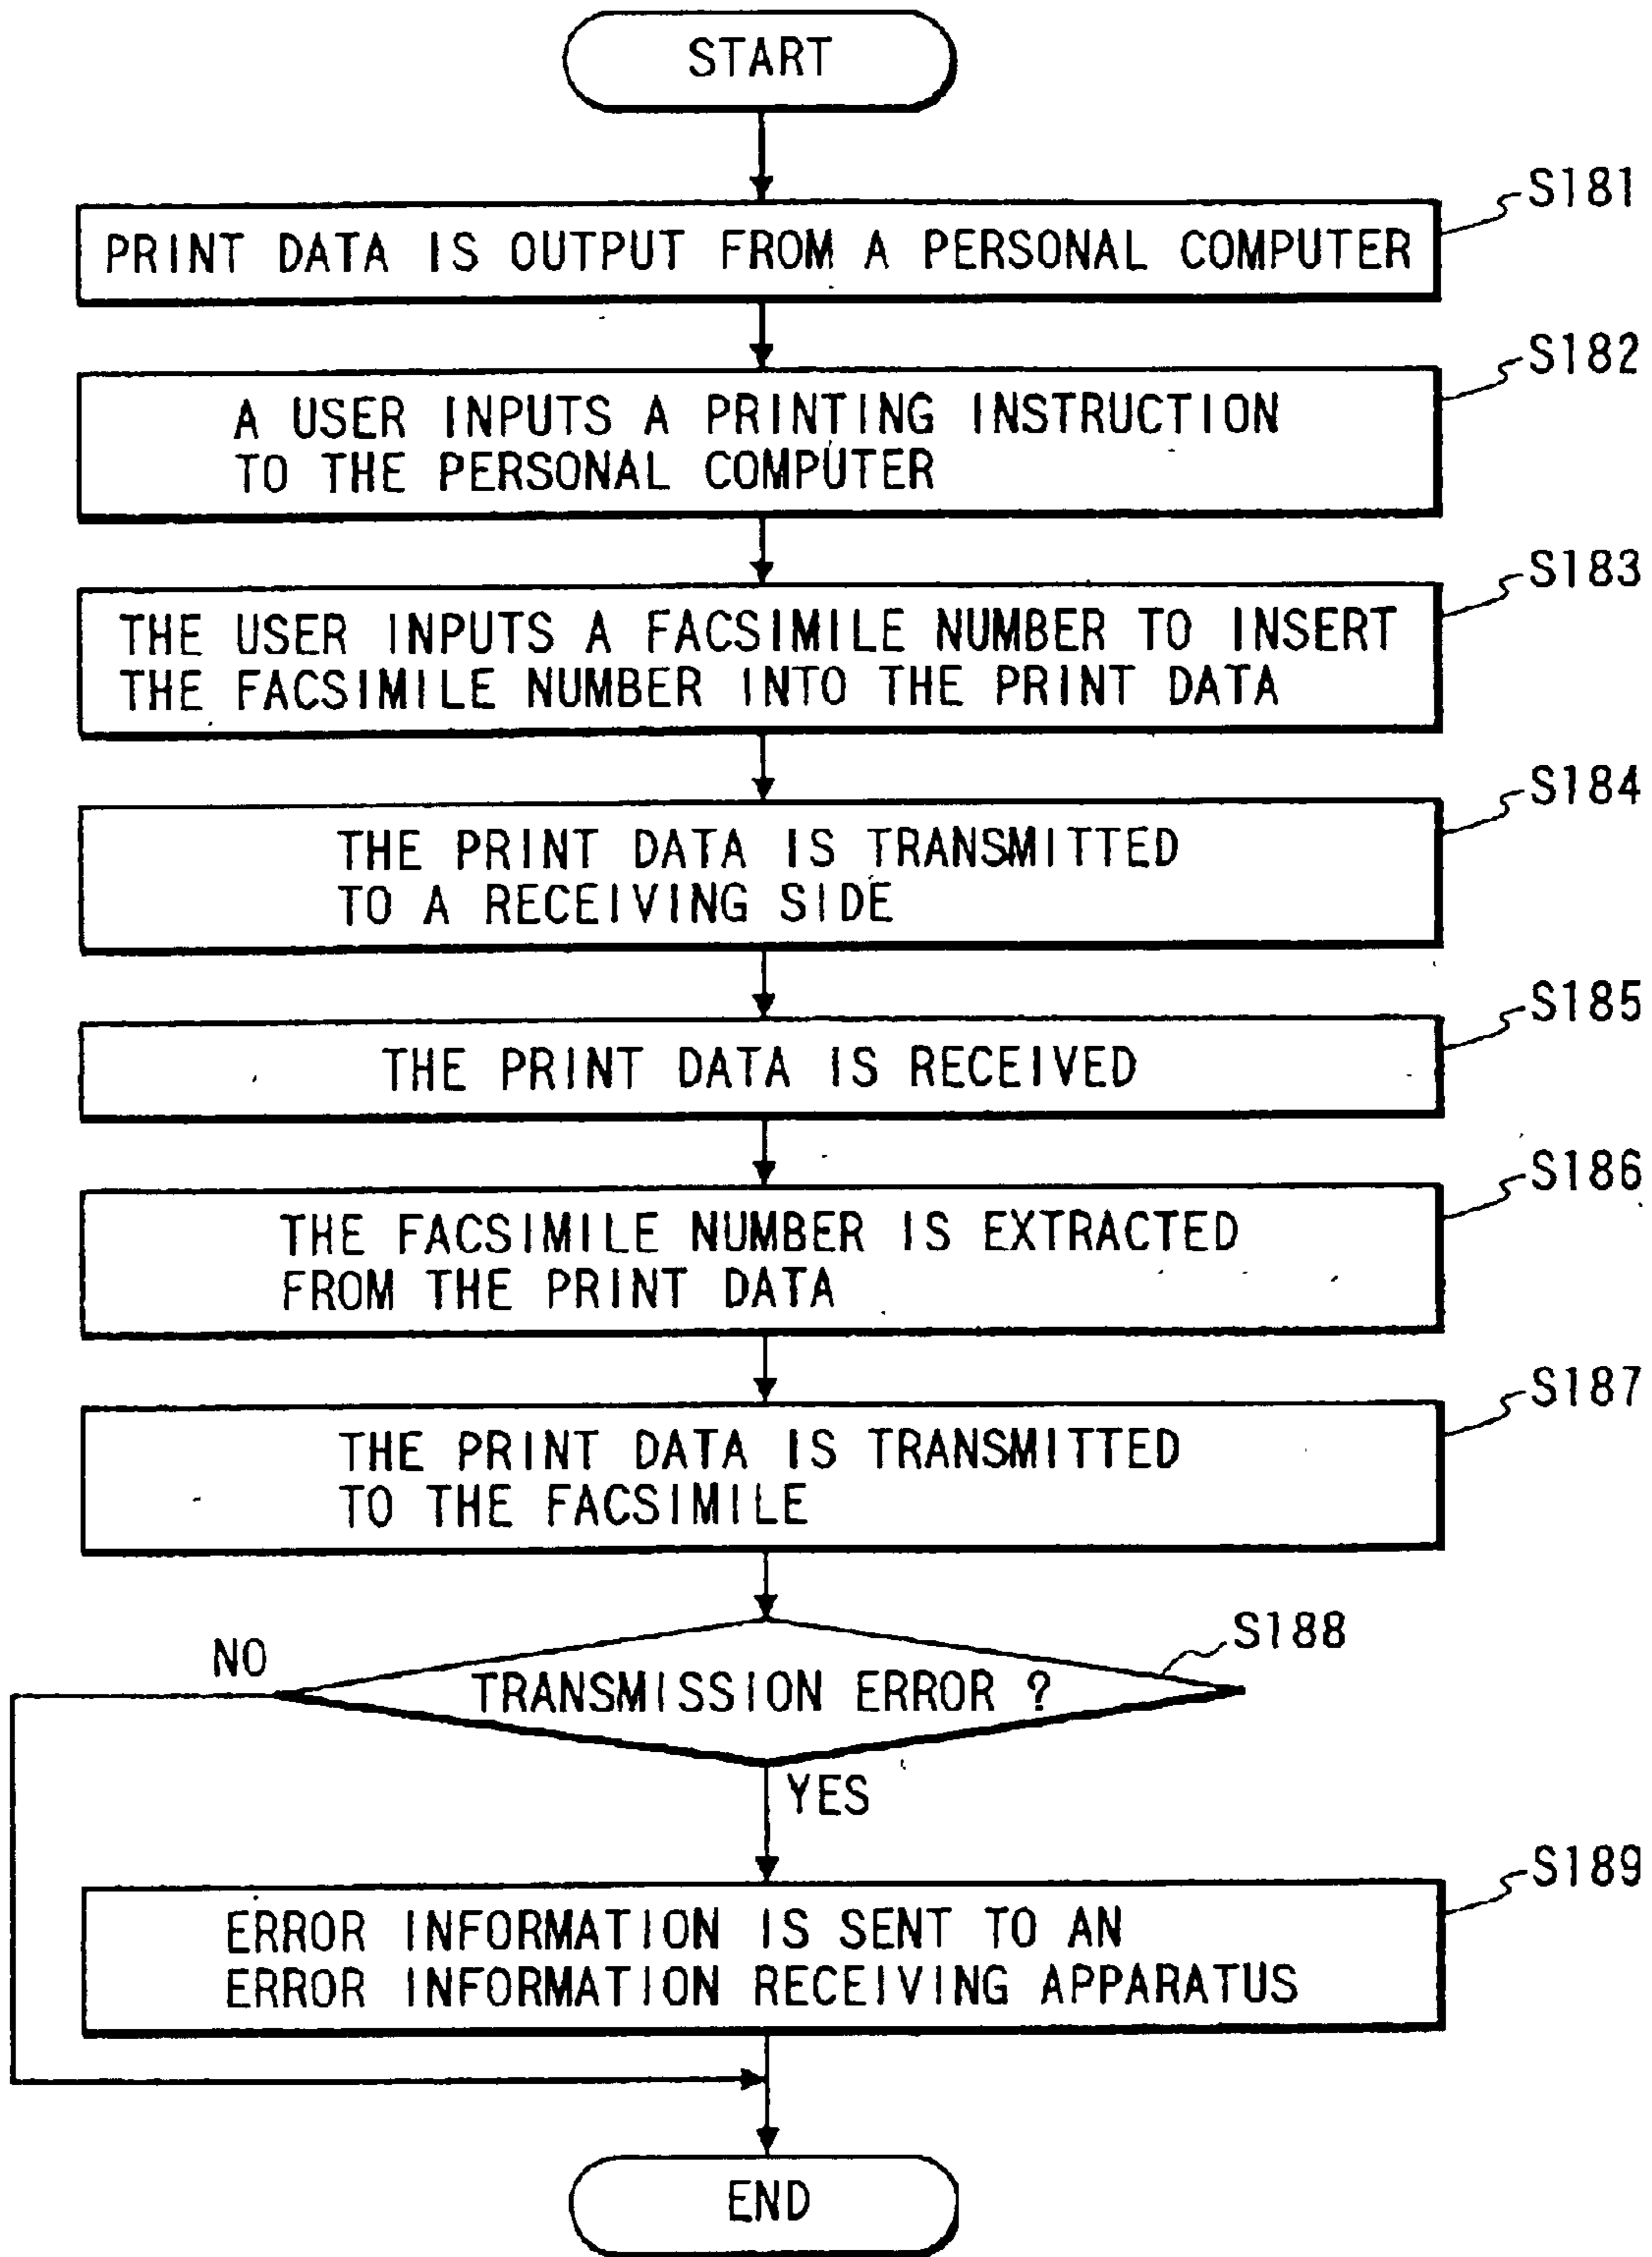 START
S181
PRINT DATA IS OUTPUT FROM A PERSONAL COMPUTER
S182
A USER INPUTS A PRINTING INSTRUCTION
TO THE PERSONAL COMPUTER
S183
THE USER INPUTS A FACSIMILE NUMBER TO INSERT
THE FACSIMILE NUMBER INTO THE PRINT DATA
S184
THE PRINT DATA IS TRANSMITTED
TO A RECEIVING SIDE
S185
THE PRINT DATA IS RECEIVED
S186
THE FACSIMILE NUMBER IS EXTRACTED
FROM THE PRINT DATA
S187
THE PRINT DATA IS TRANSMITTED
TO THE FACSIMILE
S188
NO
TRANSMISSION ERROR ?
YES
S189
ERROR INFORMATION IS SENT TO AN
ERROR INFORMATION RECEIVING APPARATUS
END